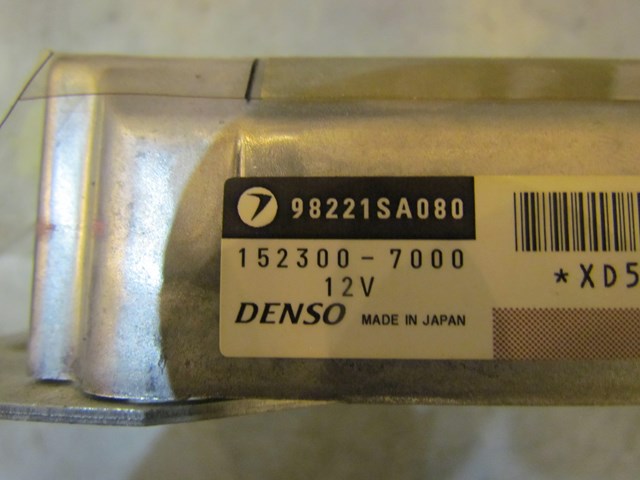 98221SA080
152300-7000
12V
DENSO MADE IN JAPAN
*XD5